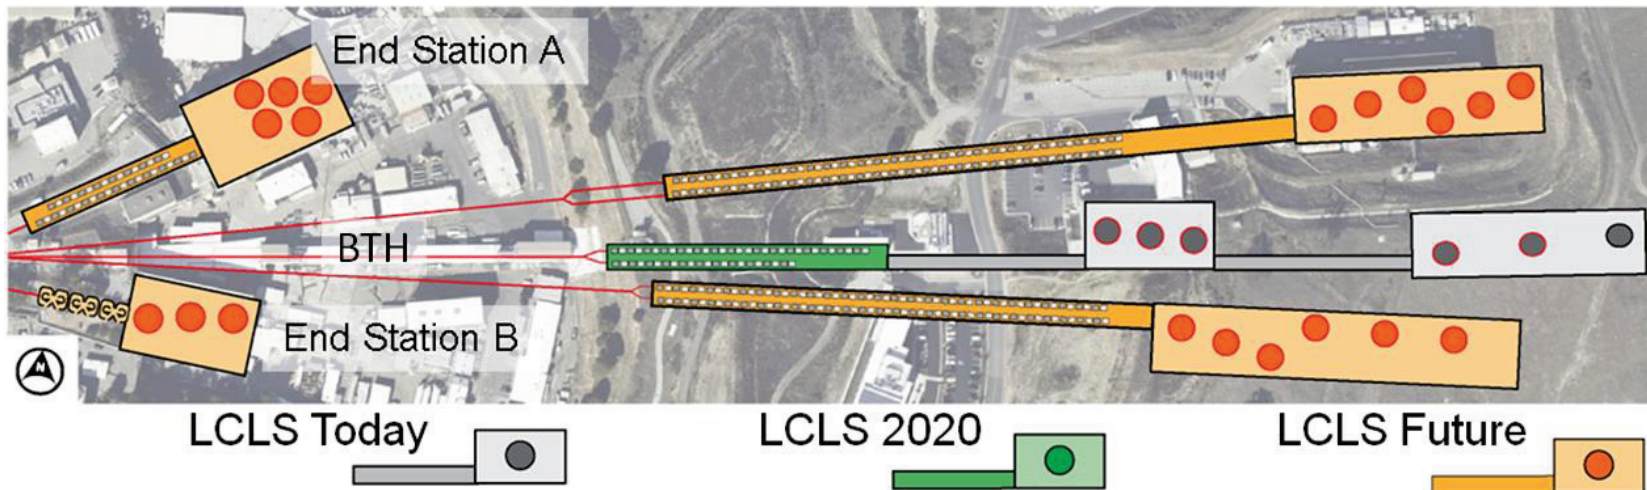 End Station A
BTH
End Station B
N
LCLS Today
LCLS 2020
LCLS Future